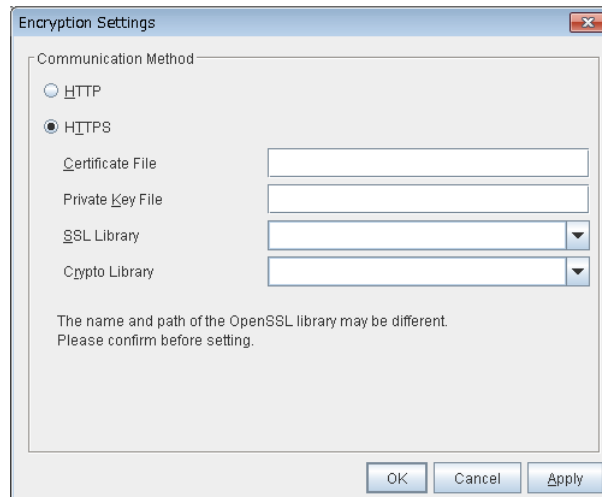 Encryption Settings
Communication Method
HTTP
HTTPS
Certificate File
Private Key File
SSL Library
Crypto Library
The name and path of the OpenSSL library may be different.
Please confirm before setting.
OK Cancel Apply